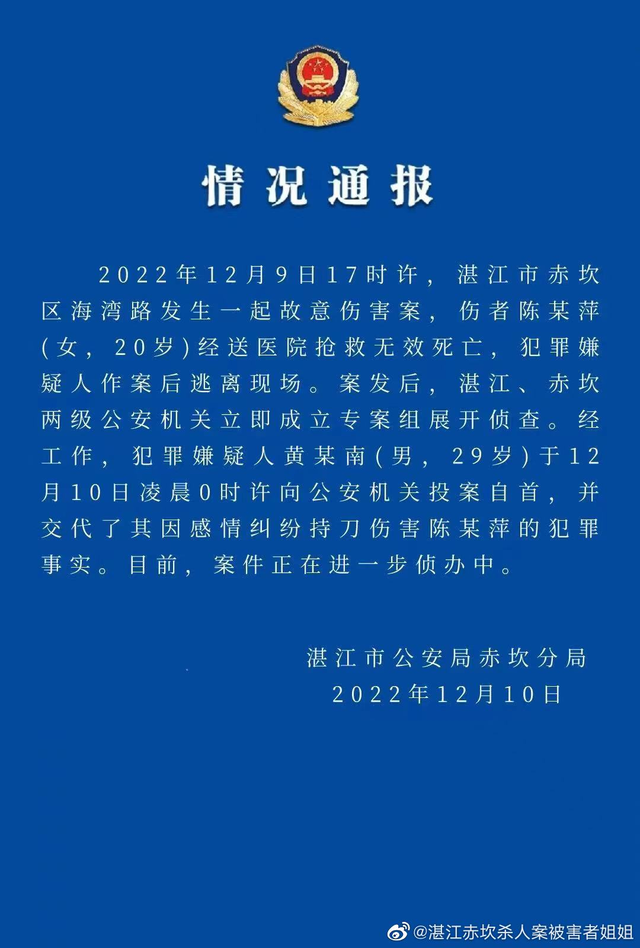 情况通报
2022年12月9日17时许，湛江市赤坎
区海湾路发生一起故意伤害案，伤者陈某萍
(女，20岁)经送医院抢救无效死亡，犯罪嫌
疑人作案后逃离现场。案发后，湛江、赤坎
两级公安机关立即成立专案组展开侦查。经
工作，犯罪嫌疑人黄某南(男，29岁)于12
月10日凌晨0时许向公安机关投案自首，并
交代了其因感情纠纷持刀伤害陈某萍的犯罪
事实。目前，案件正在进一步侦办中。
湛江市公安局赤坎分局
2022年12月10日
@湛江赤坎杀人案被害者姐姐